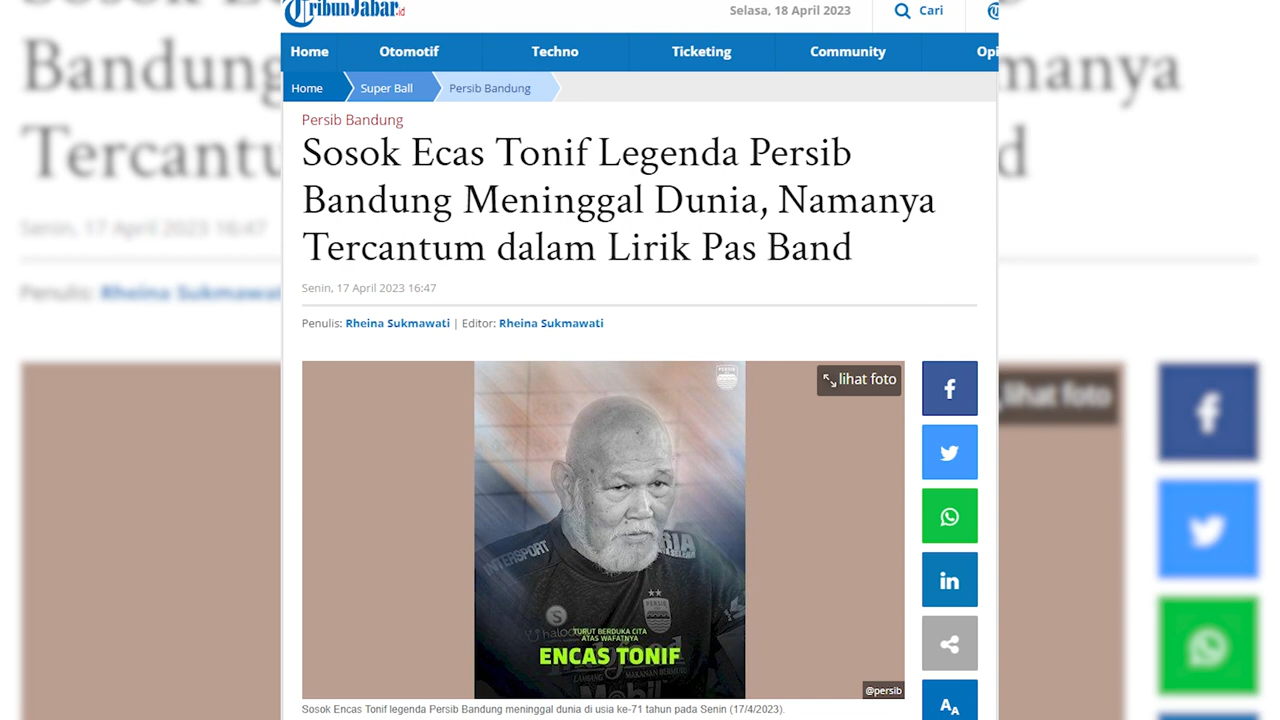 TribunJabar.id
Selasa, 18 April 2023
Cari
Home Otomotif Techno Ticketing Community Opi
Home Super Ball Persib Bandung
Persib Bandung
Sosok Ecas Tonif Legenda Persib
Bandung Meninggal Dunia, Namanya
Tercantum dalam Lirik Pas Band
Senin, 17 April 2023 16:47
Penulis: Rheina Sukmawati | Editor: Rheina Sukmawati
lihat foto
INTERSPORT
PERSIB
TURUT BERDUKA CITA
ATAS WAFATNYA
ENCAS TONIF
@persib
Sosok Encas Tonif legenda Persib Bandung meninggal dunia di usia ke-71 tahun pada Senin (17/4/2023).